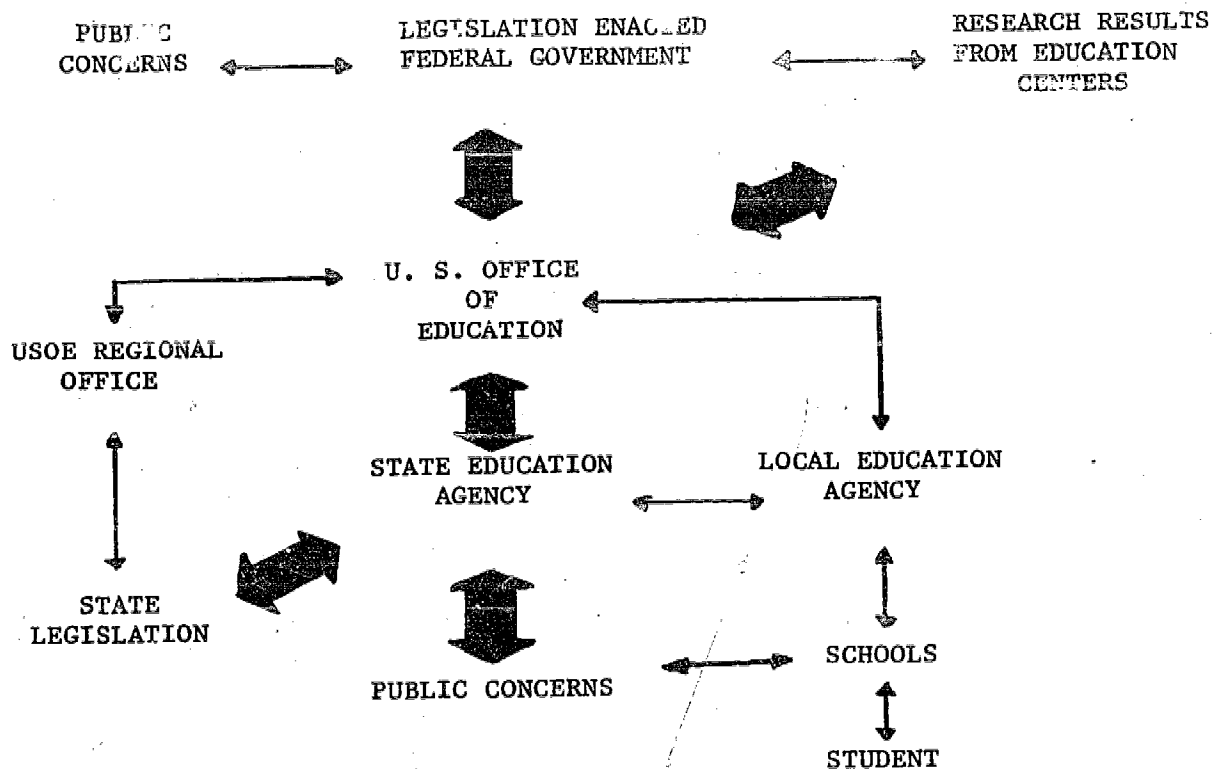 PUBLIC
CONCERNS
LEGISLATION ENACTED
FEDERAL GOVERNMENT
RESEARCH RESULTS
FROM EDUCATION
CENTERS
U. S. OFFICE
OF
EDUCATION
USOE REGIONAL
OFFICE
STATE EDUCATION
AGENCY
LOCAL EDUCATION
AGENCY
STATE
LEGISLATION
PUBLIC CONCERNS
SCHOOLS
STUDENT